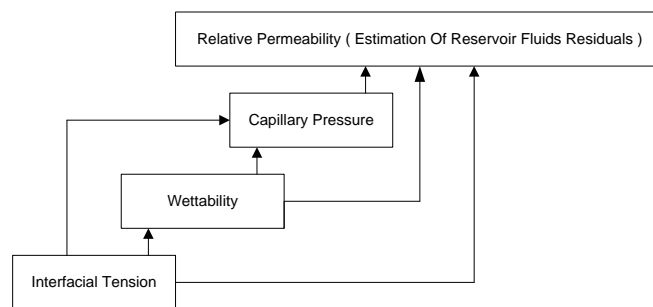 Relative Permeability ( Estimation Of Reservoir Fluids Residuals )
Capillary Pressure
Wettability
Interfacial Tension